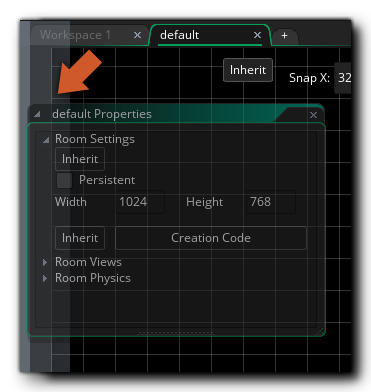 Workspace 1 × default × +
Inherit Snap X: 32
default Properties ×
Room Settings
Inherit
Persistent
Width 1024 Height 768
Inherit Creation Code
Room Views
Room Physics